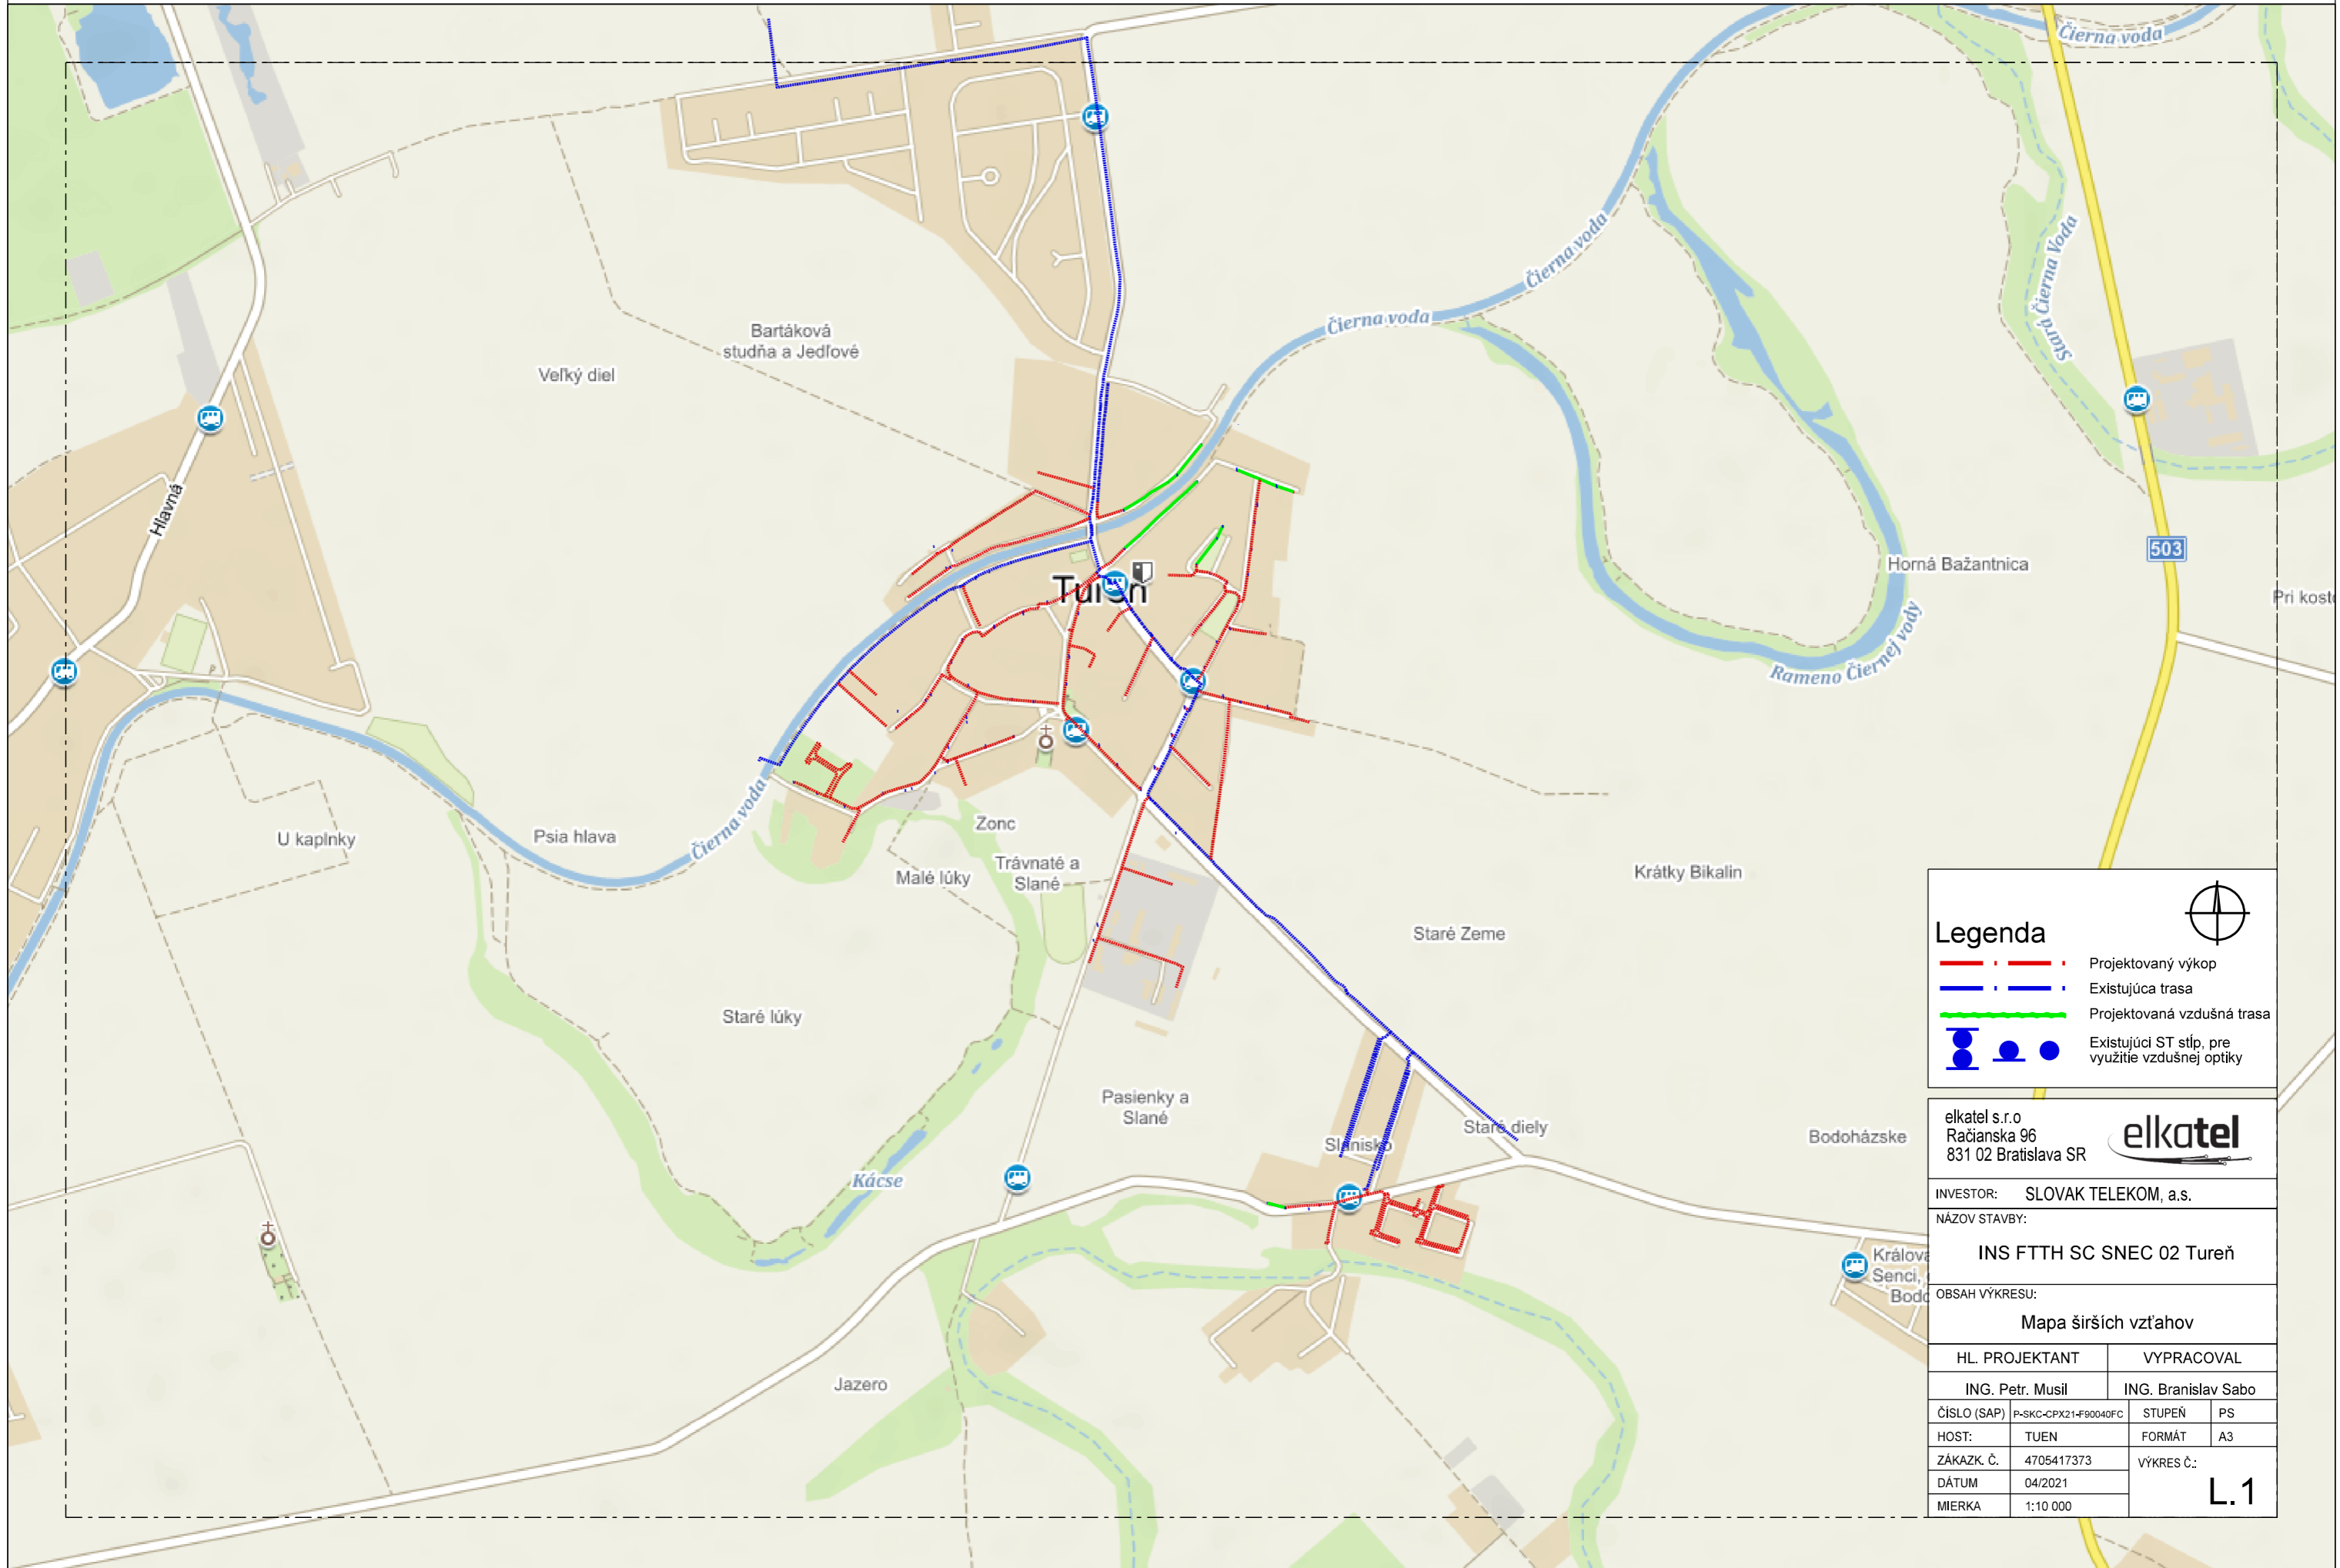 Čierna voda
Bartáková
studňa a Jedľové
Veľký diel
Čierna voda
Čierna voda
Stará Čierna Voda
Hlavná
503
Horná Bažantnica
Tureň
Rameno Čiernej vody
U kaplnky
Psia hlava
Čierna voda
Zonc
Malé lúky
Trávnaté a
Slané
Krátky Bikalin
Staré Zeme
Staré lúky
Pasienky a
Slané
Slanisko
Staré diely
Bodoházske
Kácse
Jazero
Senci,
Legenda
Projektovaný výkop
Existujúca trasa
Projektovaná vzdušná trasa
Existujúci ST stĺp, pre
využitie vzdušnej optiky
elkatel s.r.o
Račianska 96
831 02 Bratislava SR
elkatel
INVESTOR: SLOVAK TELEKOM, a.s.
NÁZOV STAVBY:
INS FTTH SC SNEC 02 Tureň
OBSAH VÝKRESU:
Mapa širších vzťahov
HL. PROJEKTANT VYPRACOVAL
ING. Petr. Musil ING. Branislav Sabo
ČÍSLO (SAP) P-SKC-CPX21-F90040FC STUPEŇ PS
HOST: TUEN FORMÁT A3
ZÁKAZK. Č. 4705417373 VÝKRES Č.:
DÁTUM 04/2021
MIERKA 1:10 000
L.1